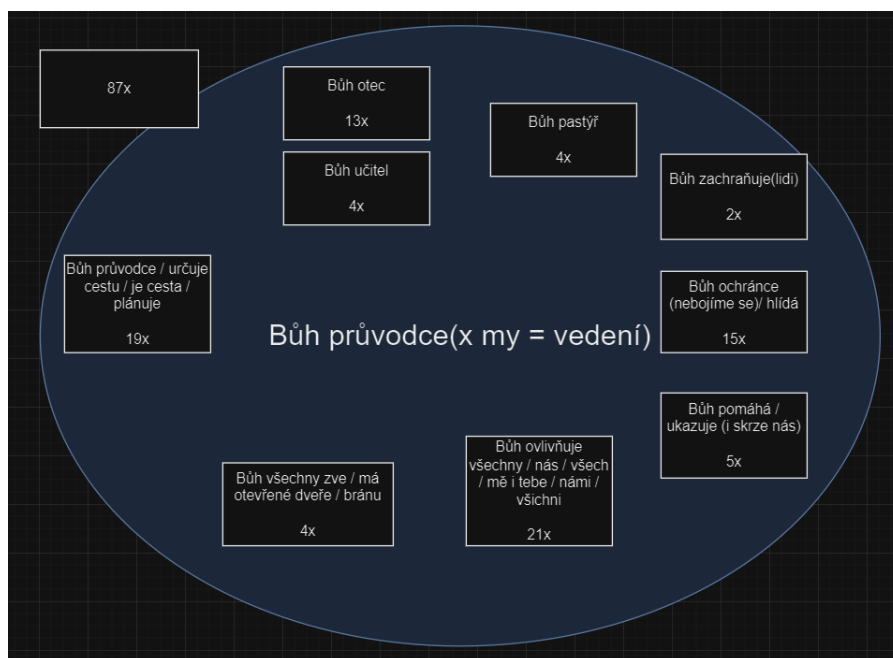 87x
Bůh otec
13x
Bůh pastýř
4x
Bůh učitel
4x
Bůh zachraňuje(lidi)
2x
Bůh průvodce / určuje
cestu / je cesta /
plánuje
19x
Bůh ochránce
(nebojíme se)/ hlídá
15x
Bůh průvodce(x my = vedení)
Bůh pomáhá /
ukazuje (i skrze nás)
5x
Bůh ovlivňuje
všechny / nás / všech
/ mě i tebe / námi /
všichni
21x
Bůh všechny zve / má
otevřené dveře / bránu
4x